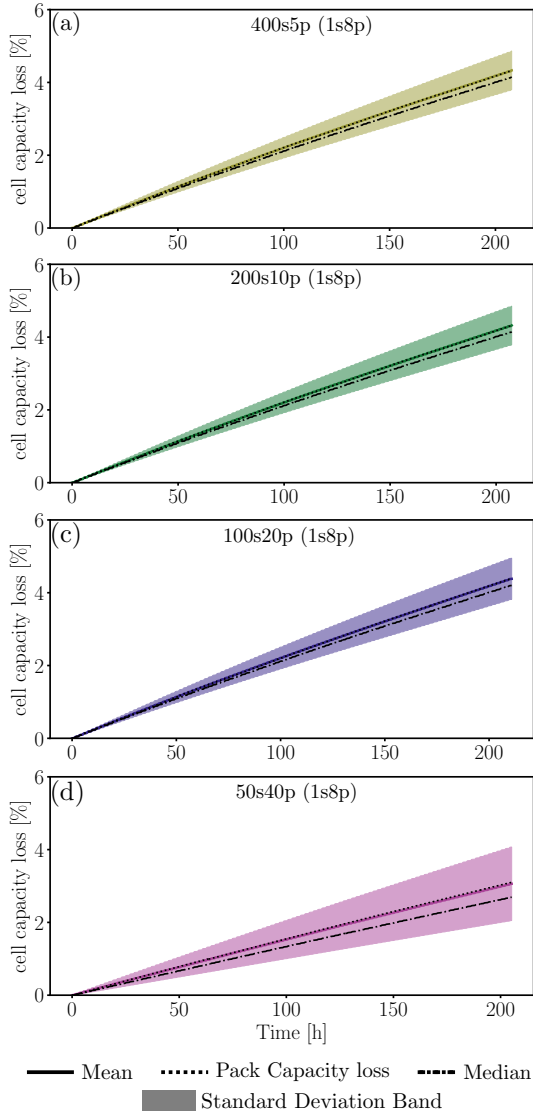 (a)
400s5p (1s8p)
cell capacity loss [%]
6
4
2
0
0 50 100 150 200
(b)
200s10p (1s8p)
cell capacity loss [%]
6
4
2
0
0 50 100 150 200
(c)
100s20p (1s8p)
cell capacity loss [%]
6
4
2
0
0 50 100 150 200
(d)
50s40p (1s8p)
cell capacity loss [%]
6
4
2
0
0 50 100 150 200
Time [h]
Mean Pack Capacity loss Median
Standard Deviation Band